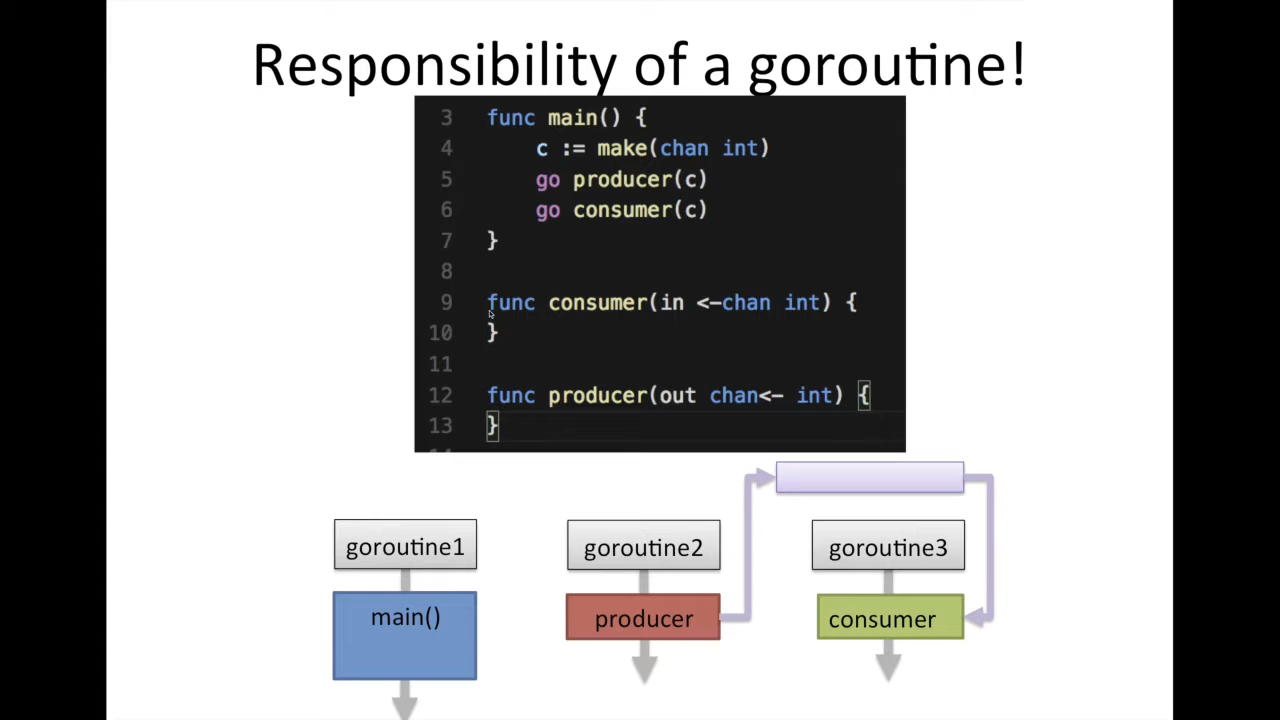 Responsibility of a goroutine!
3 func main() {
4 c := make(chan int)
5 go producer(c)
6 go consumer(c)
7 }
8
9 func consumer(in <-chan int) {
10 }
11
12 func producer(out chan<- int) {
13 }
goroutine1 goroutine2 goroutine3
main() producer consumer